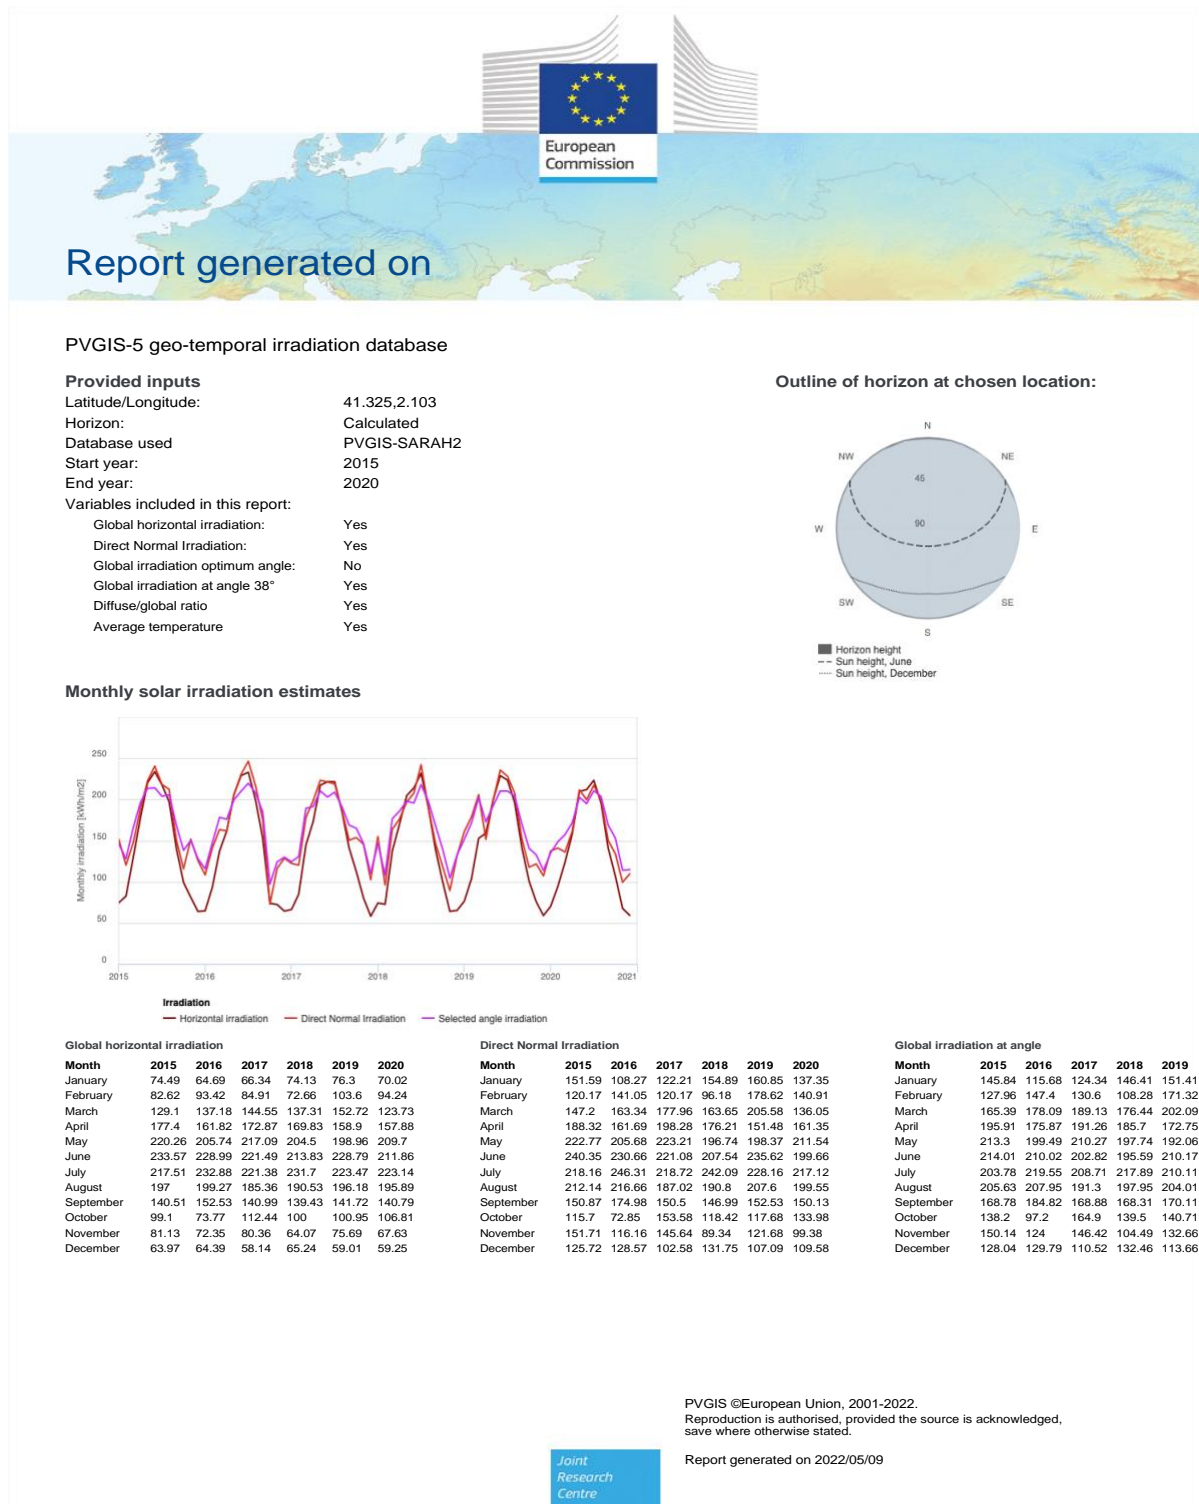 European
Commission
Report generated on
PVGIS-5 geo-temporal irradiation database
Provided inputs
Latitude/Longitude: 41.325,2.103
Horizon: Calculated
Database used PVGIS-SARAH2
Start year: 2015
End year: 2020
Variables included in this report:
Global horizontal irradiation: Yes
Direct Normal Irradiation: Yes
Global irradiation optimum angle: No
Global irradiation at angle 38° Yes
Diffuse/global ratio Yes
Average temperature Yes
Outline of horizon at chosen location:
N
NW NE
45
W 90 E
SW SE
S
Horizon height
Sun height, June
Sun height, December
Monthly solar irradiation estimates
Monthly irradiation [kWh/m2]
250
200
150
100
50
0
2015 2016 2017 2018 2019 2020 2021
Irradiation
Horizontal irradiation Direct Normal Irradiation Selected angle irradiation
Global horizontal irradiation
Month 2015 2016 2017 2018 2019 2020
January 74.49 64.69 66.34 74.13 76.3 70.02
February 82.62 93.42 84.91 72.66 103.6 94.24
March 129.1 137.18 144.55 137.31 152.72 123.73
April 177.4 161.82 172.87 169.83 158.9 157.88
May 220.26 205.74 217.09 204.5 198.96 209.7
June 233.57 228.99 221.49 213.83 228.79 211.86
July 217.51 232.88 221.38 231.7 223.47 223.14
August 197 199.27 185.36 190.53 196.18 195.89
September 140.51 152.53 140.99 139.43 141.72 140.79
October 99.1 73.77 112.44 100 100.95 106.81
November 81.13 72.35 80.36 64.07 75.69 67.63
December 63.97 64.39 58.14 65.24 59.01 59.25
Direct Normal Irradiation
Month 2015 2016 2017 2018 2019 2020
January 151.59 108.27 122.21 154.89 160.85 137.35
February 120.17 141.05 120.17 96.18 178.62 140.91
March 147.2 163.34 177.96 163.65 205.58 136.05
April 188.32 161.69 198.28 176.21 151.48 161.35
May 222.77 205.68 223.21 196.74 198.37 211.54
June 240.35 230.66 221.08 207.54 235.62 199.66
July 218.16 246.31 218.72 242.09 228.16 217.12
August 212.14 216.66 187.02 190.8 207.6 199.55
September 150.87 174.98 150.5 146.99 152.53 150.13
October 115.7 72.85 153.58 118.42 117.68 133.98
November 151.71 116.16 145.64 89.34 121.68 99.38
December 125.72 128.57 102.58 131.75 107.09 109.58
Global irradiation at angle
Month 2015 2016 2017 2018 2019
January 145.84 115.68 124.34 146.41 151.41
February 127.96 147.4 130.6 108.28 171.32
March 165.39 178.09 189.13 176.44 202.09
April 195.91 175.87 191.26 185.7 172.75
May 213.3 199.49 210.27 197.74 192.06
June 214.01 210.02 202.82 195.59 210.17
July 203.78 219.55 208.71 217.89 210.11
August 205.63 207.95 191.3 197.95 204.01
September 168.78 184.82 168.88 168.31 170.11
October 138.2 97.2 164.9 139.5 140.71
November 150.14 124 146.42 104.49 132.66
December 128.04 129.79 110.52 132.46 113.66
PVGIS ©European Union, 2001-2022.
Reproduction is authorised, provided the source is acknowledged,
save where otherwise stated.
Report generated on 2022/05/09
Joint
Research
Centre